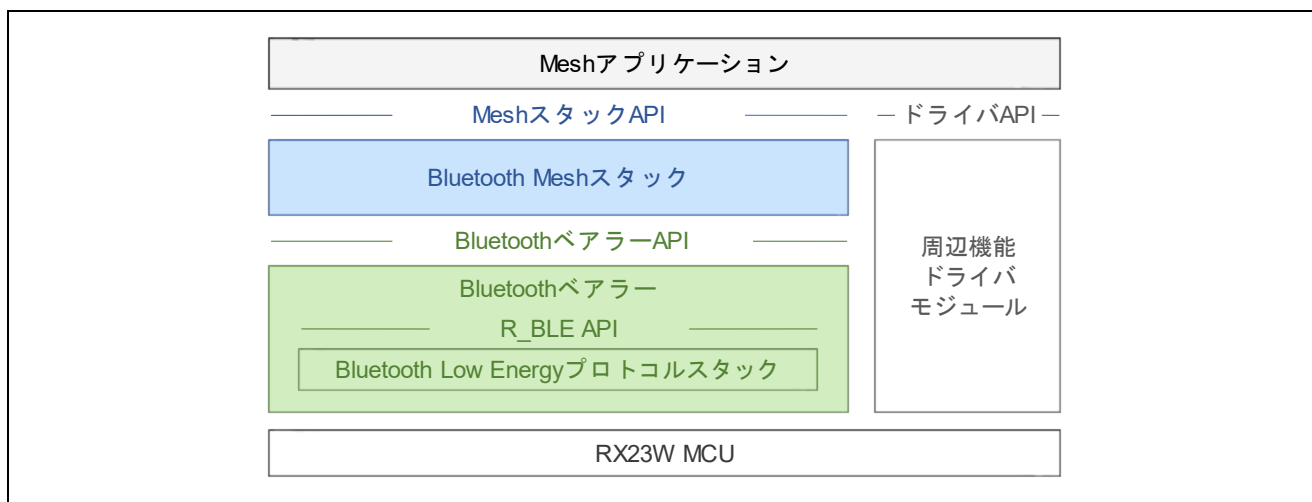 Meshアプリケーション
MeshスタックAPI
ドライバAPI
Bluetooth Meshスタック
BluetoothベアラーAPI
Bluetoothベアラー
R_BLE API
Bluetooth Low Energyプロトコルスタック
周辺機能
ドライバ
モジュール
RX23W MCU